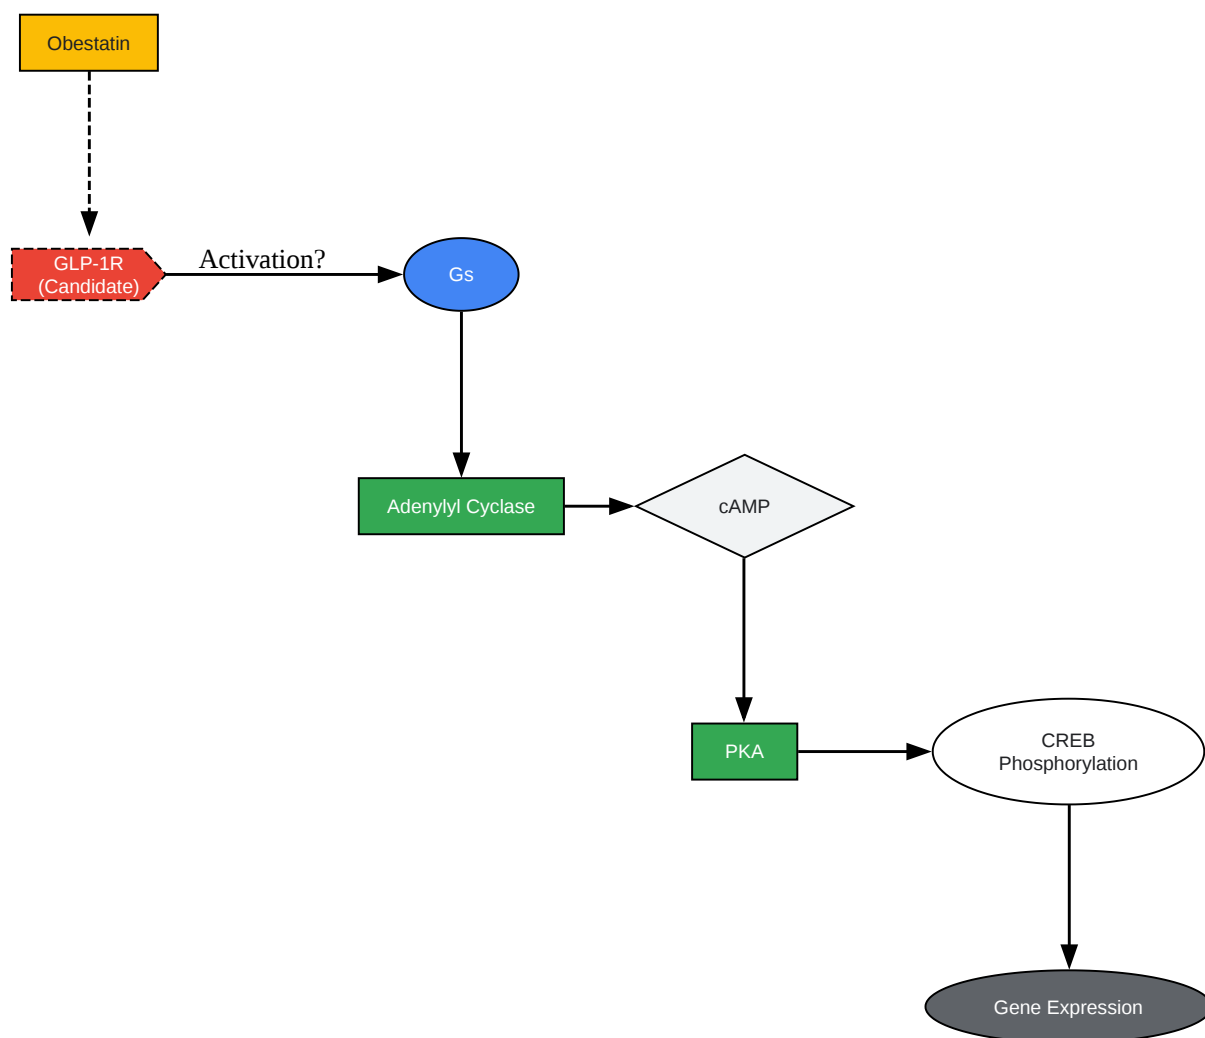 Obestatin
GLP-1R
(Candidate)
Activation?
Gs
Adenylyl Cyclase
cAMP
PKA
CREB
Phosphorylation
Gene Expression